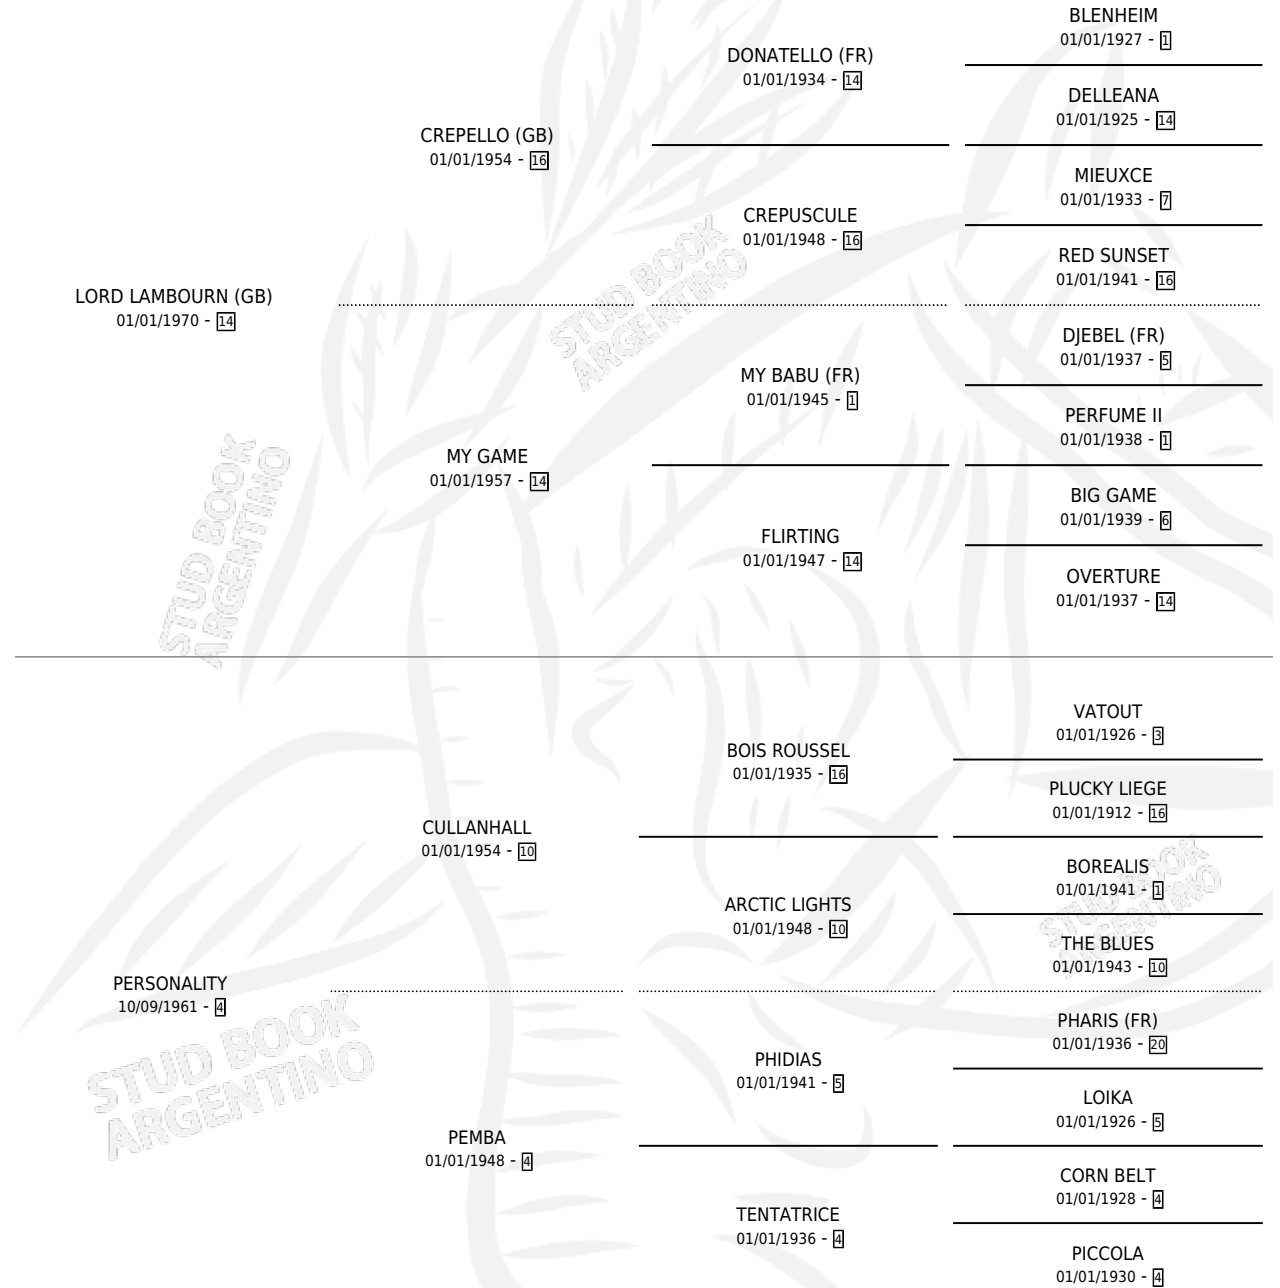 BLENHEIM
01/01/1927 - 1
DONATELLO (FR)
01/01/1934 - 14
DELLEANA
01/01/1925 - 14
CREPELLO (GB)
01/01/1954 - 16
MIEUXCE
01/01/1933 - 7
CREPUSCULE
01/01/1948 - 16
RED SUNSET
01/01/1941 - 16
LORD LAMBOURN (GB)
01/01/1970 - 14
DJEBEL (FR)
01/01/1937 - 5
MY BABU (FR)
01/01/1945 - 1
PERFUME II
01/01/1938 - 1
MY GAME
01/01/1957 - 14
BIG GAME
01/01/1939 - 6
FLIRTING
01/01/1947 - 14
OVERTURE
01/01/1937 - 14
VATOUT
01/01/1926 - 3
BOIS ROUSSEL
01/01/1935 - 16
PLUCKY LIEGE
01/01/1912 - 16
CULLANHALL
01/01/1954 - 10
BOREALIS
01/01/1941 - 1
ARCTIC LIGHTS
01/01/1948 - 10
THE BLUES
01/01/1943 - 10
PERSONALITY
10/09/1961 - 4
PHARIS (FR)
01/01/1936 - 20
PHIDIAS
01/01/1941 - 5
LOIKA
01/01/1926 - 5
PEMBA
01/01/1948 - 4
CORN BELT
01/01/1928 - 4
TENTATRICE
01/01/1936 - 4
PICCOLA
01/01/1930 - 4
STUD BOOK
ARGENTINO
STUD BOOK
ARGENTINO
STUD BOOK
ARGENTINO
STUD BOOK
ARGENTINO